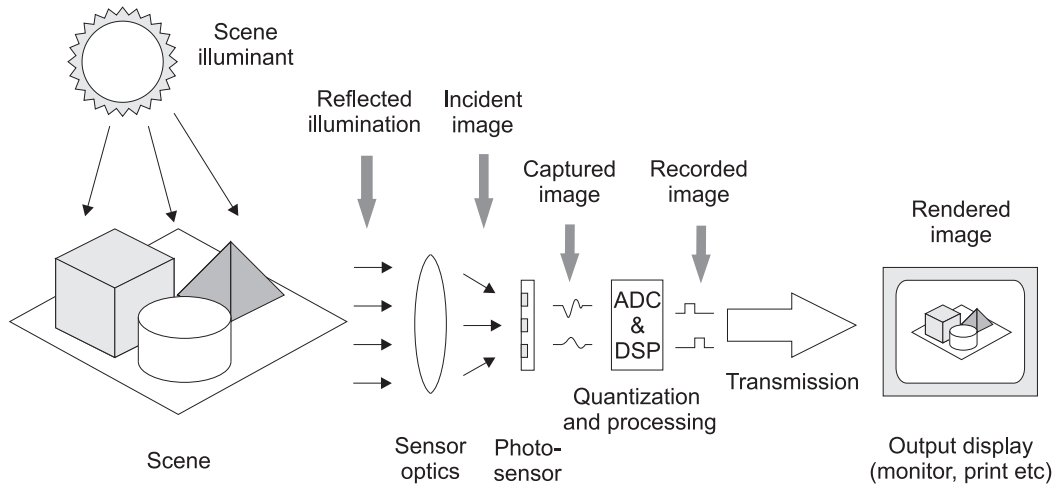 Scene
illuminant
Reflected
illumination
Incident
image
Captured
image
Recorded
image
Rendered
image
ADC
&
DSP
Quantization
and processing
Transmission
Scene
Sensor
optics
Photo-
sensor
Output display
(monitor, print etc)